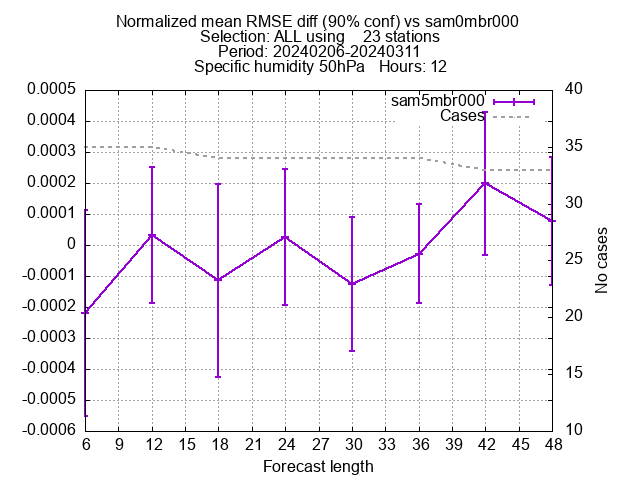 Normalized mean RMSE diff (90% conf) vs sam0mbr000
Selection: ALL using    23 stations
Period: 20240206-20240311
Specific humidity 50hPa   Hours: 12
sam5mbr000
Cases
0.0005
0.0004
0.0003
0.0002
0.0001
0
-0.0001
-0.0002
-0.0003
-0.0004
-0.0005
-0.0006
40
35
30
25
20
15
10
No cases
6 9 12 15 18 21 24 27 30 33 36 39 42 45 48
Forecast length